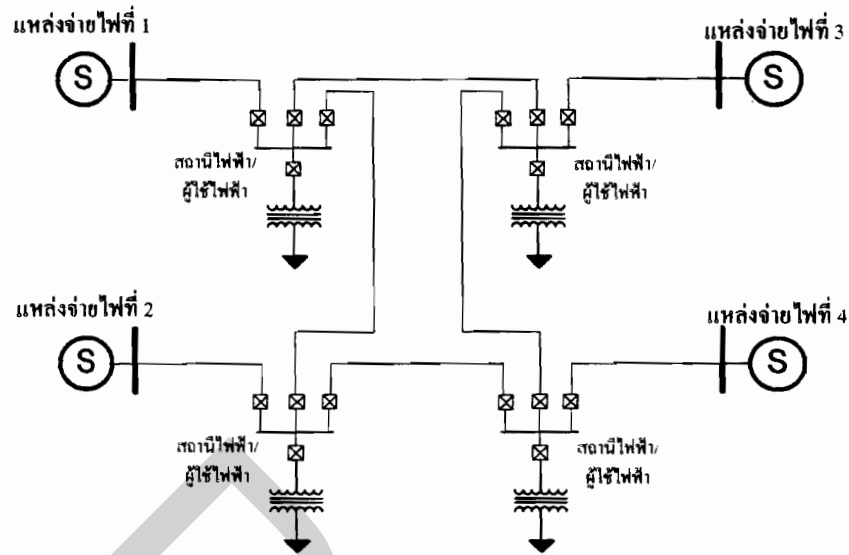 แหล่งจ่ายไฟที่ 1
แหล่งจ่ายไฟที่ 3
S
S
สถานีไฟฟ้า/
ผู้ใช้ไฟฟ้า
สถานีไฟฟ้า/
ผู้ใช้ไฟฟ้า
แหล่งจ่ายไฟที่ 2
แหล่งจ่ายไฟที่ 4
S
S
สถานีไฟฟ้า/
ผู้ใช้ไฟฟ้า
สถานีไฟฟ้า/
ผู้ใช้ไฟฟ้า